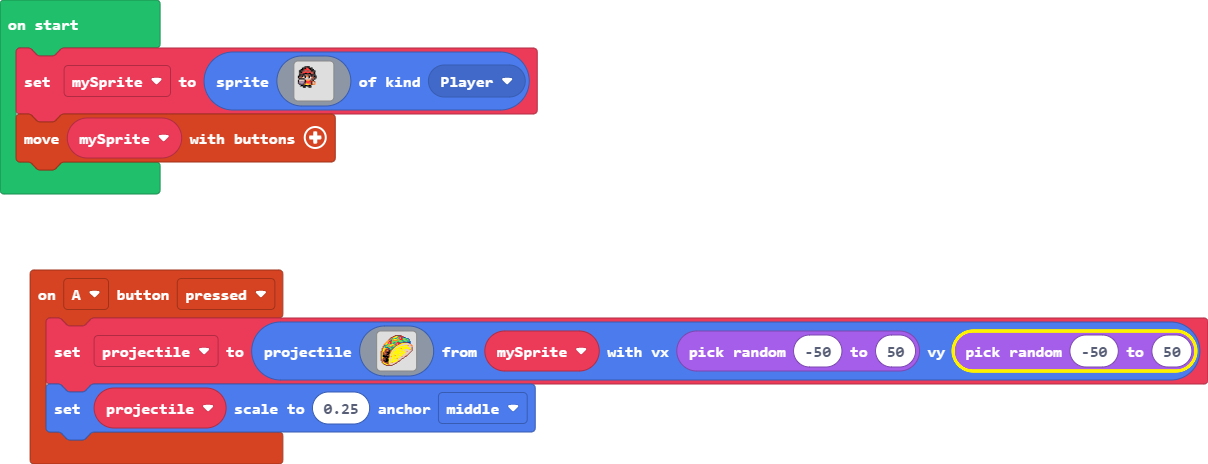 on start
set mySprite to sprite of kind Player
move mySprite with buttons
on A button pressed
set projectile to projectile from mySprite with vx pick random -50 to 50 vy pick random -50 to 50
set projectile scale to 0.25 anchor middle